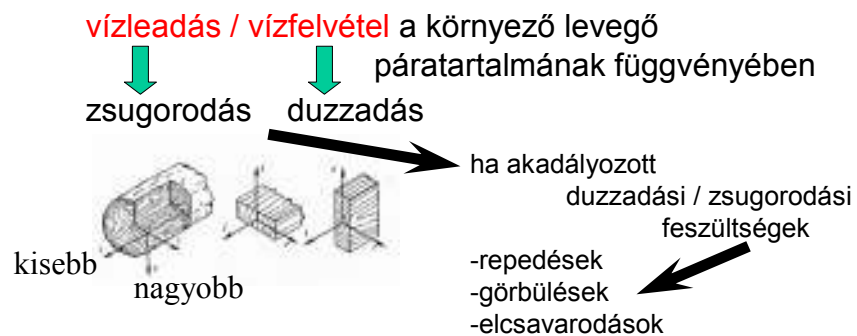 vízleadás / vízfelvétel a környező levegő
páratartalmának függvényében
zsugorodás duzzadás
ha akadályozott
duzzadási / zsugorodási
feszültségek
kisebb
nagyobb
-repedések
-görbülések
-elcsavarodások